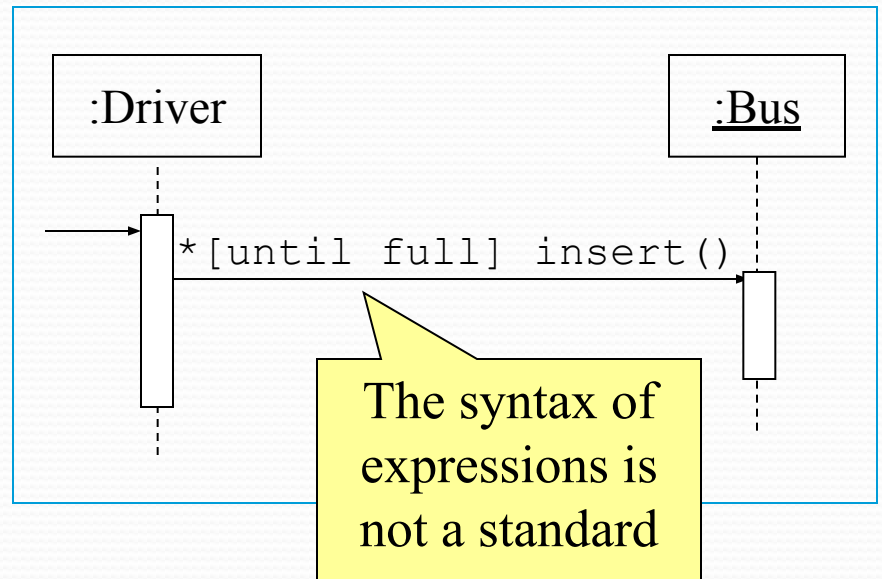 :Driver
:Bus
*[until full] insert()
The syntax of
expressions is
not a standard